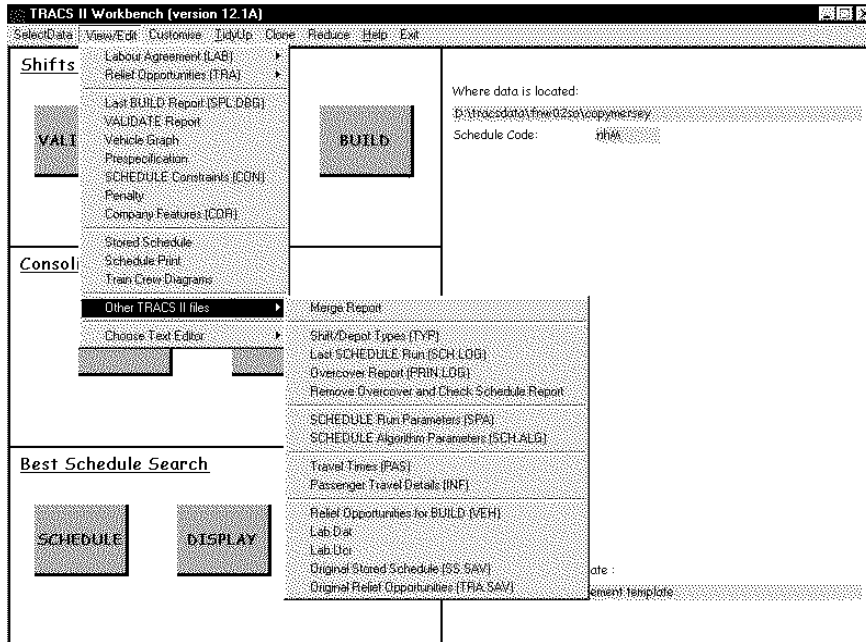 TRACS II Workbench (version 12.1A)
SelectData View/Edit Customise TidyUp Clone Reduce Help Exit
Shifts
VALI
BUILD
Labour Agreement (LAB)
Relief Opportunities (TRA)
Last BUILD Report (SPL.DBG)
VALIDATE Report
Vehicle Graph
Prespecification
SCHEDULE Constraints (CON)
Penalty
Company Features (COR)
Stored Schedule
Schedule Print
Train Crew Diagrams
Other TRACS II files
Choose Text Editor
Where data is located:
D:\tracsdata\fnw02so\copymersey
Schedule Code: nhM
Consoli
Merge Report
Shift/Depot Types (TYP)
Last SCHEDULE Run (SCH.LOG)
Overcover Report (PRIN.LOG)
Remove Overcover and Check Schedule Report
SCHEDULE Run Parameters (SPA)
SCHEDULE Algorithm Parameters (SCH.ALG)
Travel Times (PAS)
Passenger Travel Details (INF)
Relief Opportunities for BUILD (VEH)
Lab.Dat
Original Stored Schedule (SS.SAV)
Original Relief Opportunities (TRA.SAV)
Best Schedule Search
SCHEDULE
DISPLAY
ate :
ement template